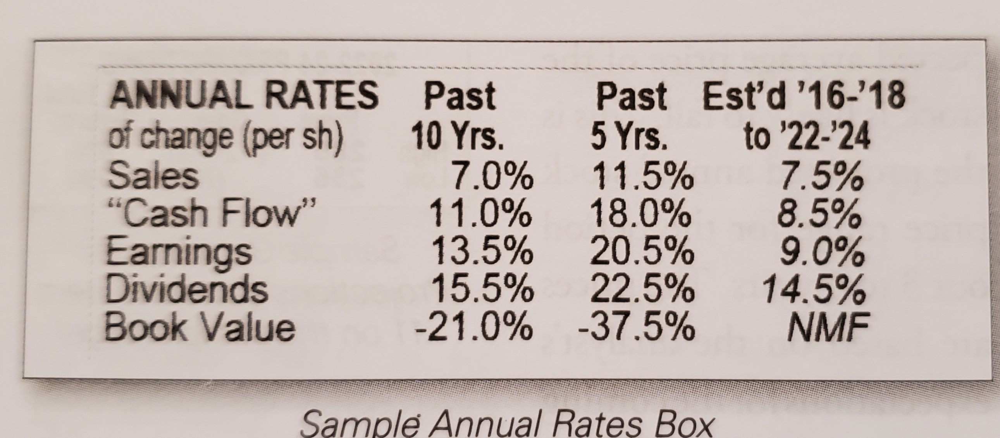 ANNUAL RATES Past Past Est’d ’16-’18
of change (per sh) 10 Yrs. 5 Yrs. to ’22-’24
Sales 7.0% 11.5% 7.5%
“Cash Flow” 11.0% 18.0% 8.5%
Earnings 13.5% 20.5% 9.0%
Dividends 15.5% 22.5% 14.5%
Book Value -21.0% -37.5% NMF
Sample Annual Rates Box